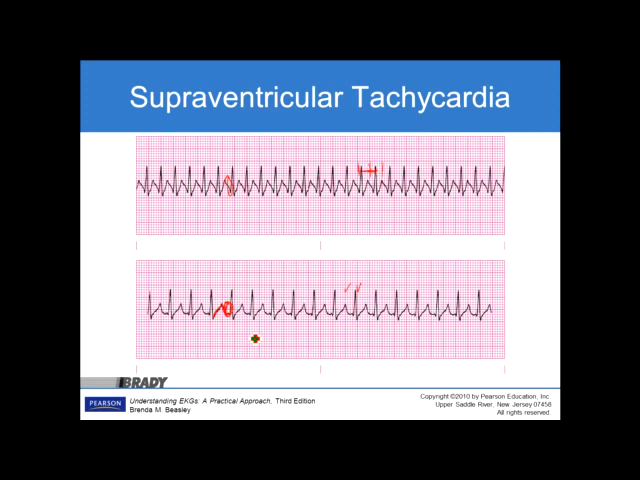 Supraventricular Tachycardia
BRADY
PEARSON
Understanding EKGs: A Practical Approach, Third Edition
Brenda M. Beasley
Copyright ©2010 by Pearson Education, Inc.
Upper Saddle River, New Jersey 07458
All rights reserved.